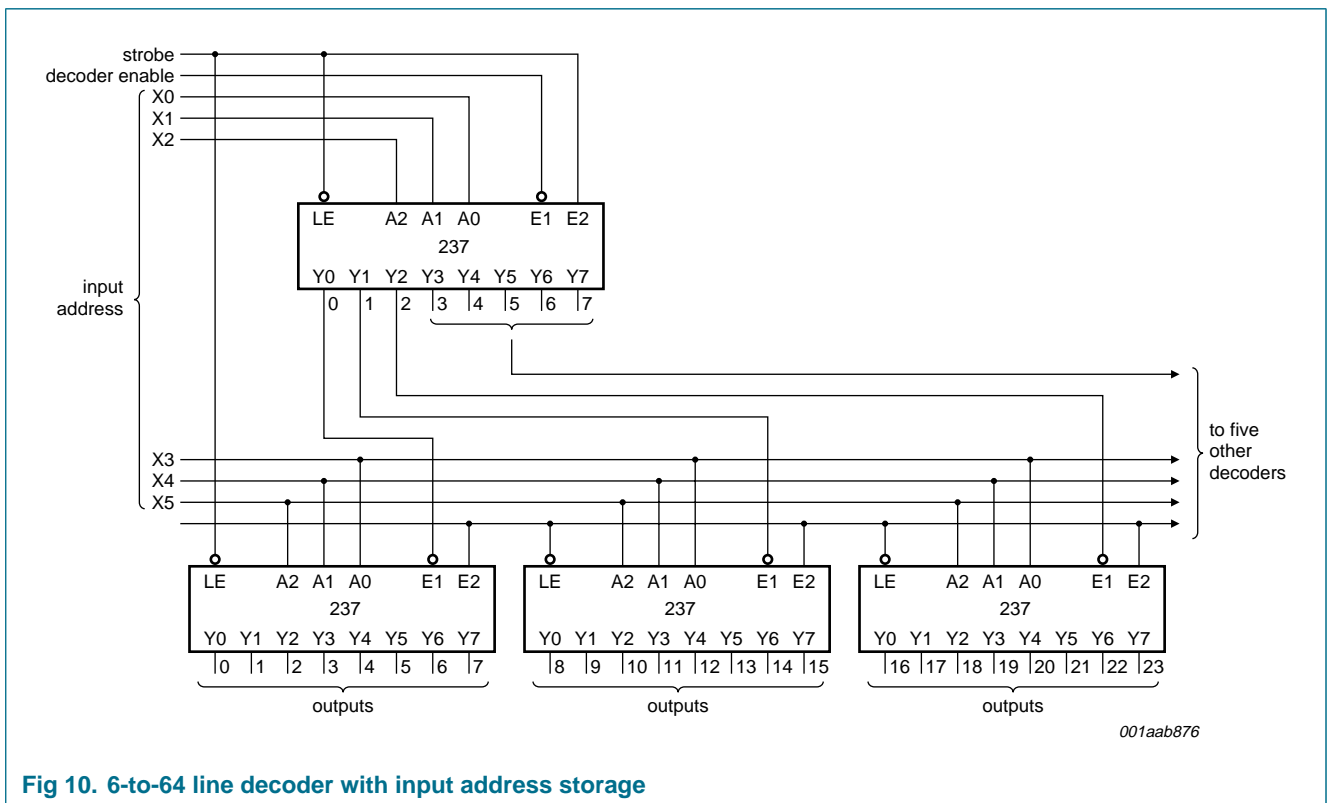 strobe
decoder enable
X0
X1
X2
LE A2 A1 A0 E1 E2
237
Y0 Y1 Y2 Y3 Y4 Y5 Y6 Y7
0 1 2 3 4 5 6 7
input
address
to five
other
decoders
X3
X4
X5
LE A2 A1 A0 E1 E2
237
Y0 Y1 Y2 Y3 Y4 Y5 Y6 Y7
0 1 2 3 4 5 6 7
outputs
LE A2 A1 A0 E1 E2
237
Y0 Y1 Y2 Y3 Y4 Y5 Y6 Y7
8 9 10 11 12 13 14 15
outputs
LE A2 A1 A0 E1 E2
237
Y0 Y1 Y2 Y3 Y4 Y5 Y6 Y7
16 17 18 19 20 21 22 23
outputs
001aab876
Fig 10. 6-to-64 line decoder with input address storage